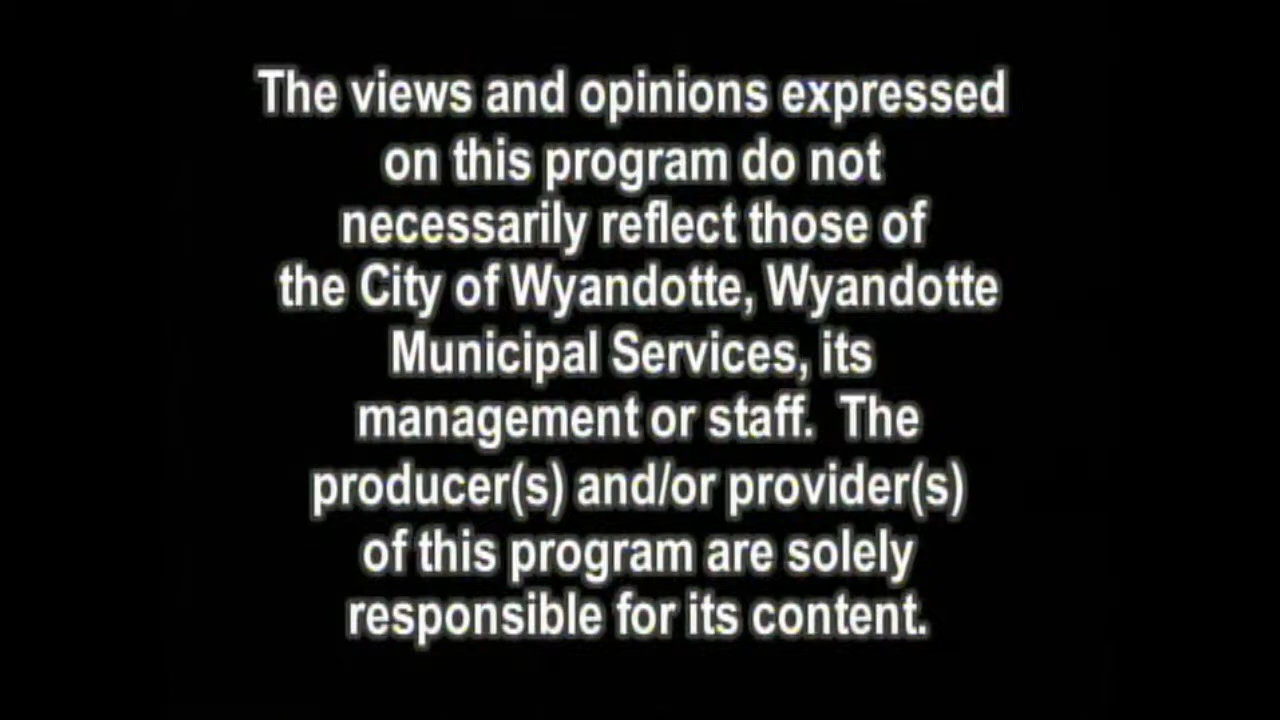 The views and opinions expressed
on this program do not
necessarily reflect those of
the City of Wyandotte, Wyandotte
Municipal Services, its
management or staff.  The
producer(s) and/or provider(s)
of this program are solely
responsible for its content.